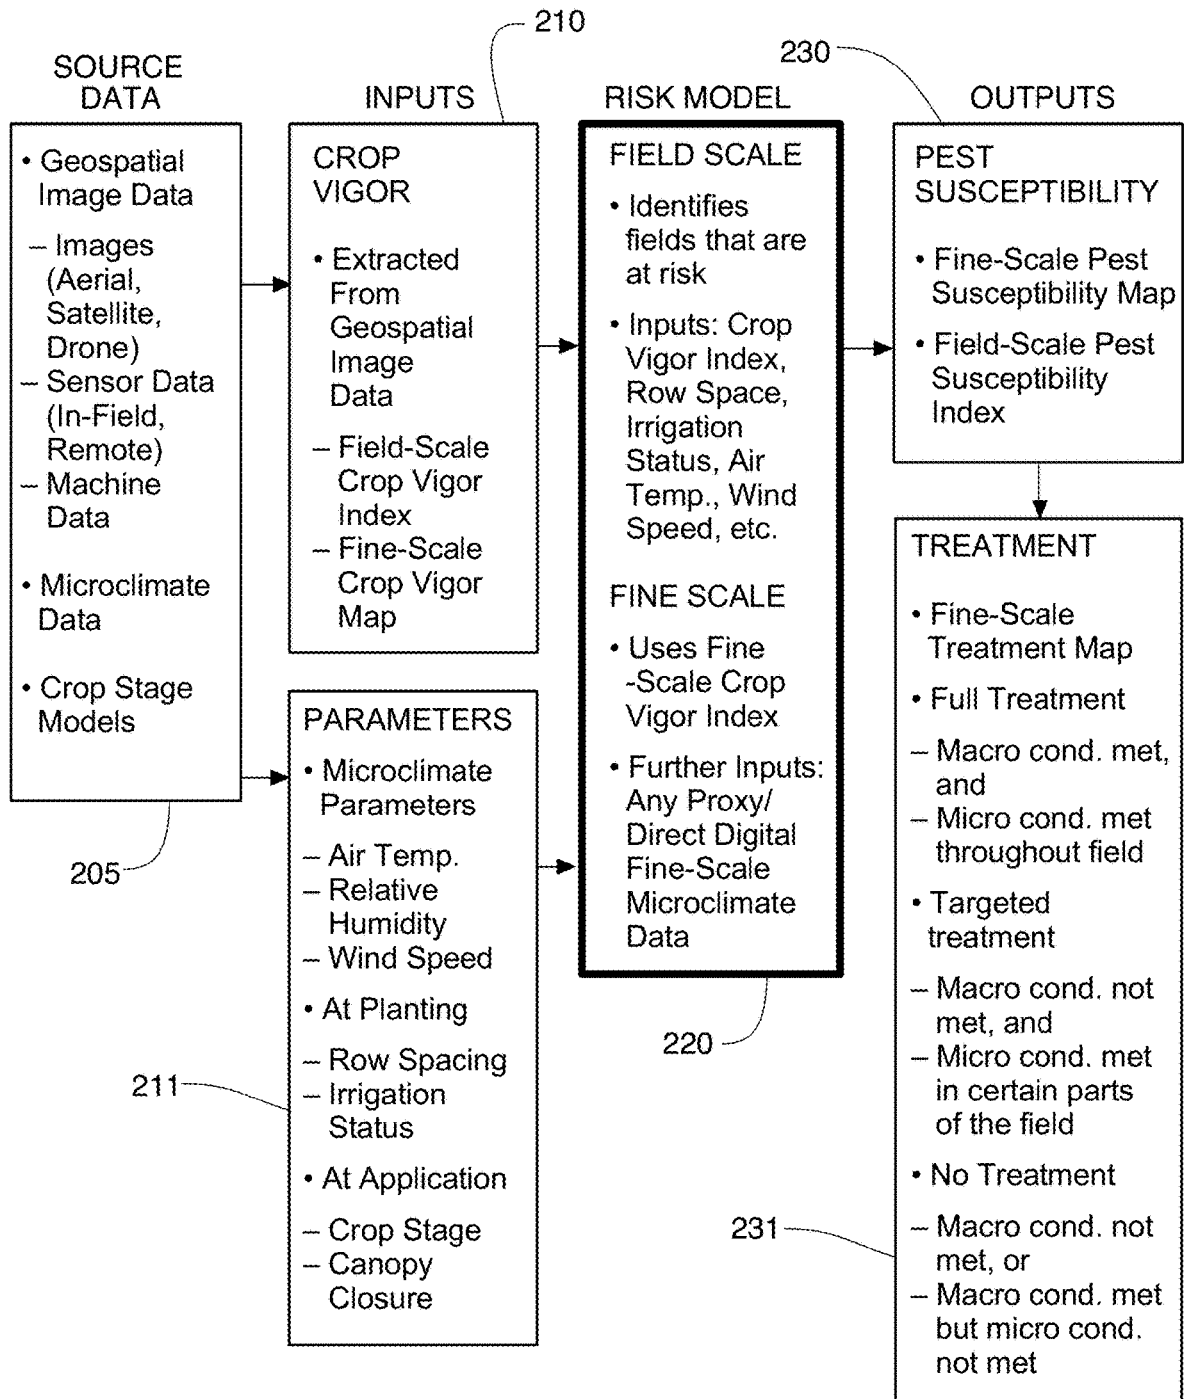 210
230
SOURCE
DATA
INPUTS
RISK MODEL
OUTPUTS
• Geospatial
Image Data
– Images
(Aerial,
Satellite,
Drone)
– Sensor Data
(In-Field,
Remote)
– Machine
Data
• Microclimate
Data
• Crop Stage
Models
205
CROP
VIGOR
• Extracted
From
Geospatial
Image
Data
– Field-Scale
Crop Vigor
Index
– Fine-Scale
Crop Vigor
Map
PARAMETERS
• Microclimate
Parameters
– Air Temp.
– Relative
Humidity
– Wind Speed
• At Planting
– Row Spacing
– Irrigation
Status
• At Application
– Crop Stage
– Canopy
Closure
211
FIELD SCALE
• Identifies
fields that are
at risk
• Inputs: Crop
Vigor Index,
Row Space,
Irrigation
Status, Air
Temp., Wind
Speed, etc.
FINE SCALE
• Uses Fine
-Scale Crop
Vigor Index
• Further Inputs:
Any Proxy/
Direct Digital
Fine-Scale
Microclimate
Data
220
PEST
SUSCEPTIBILITY
• Fine-Scale Pest
Susceptibility Map
• Field-Scale Pest
Susceptibility
Index
TREATMENT
• Fine-Scale
Treatment Map
• Full Treatment
– Macro cond. met,
and
– Micro cond. met
throughout field
• Targeted
treatment
– Macro cond. not
met, and
– Micro cond. met
in certain parts
of the field
• No Treatment
– Macro cond. not
met, or
– Macro cond. met
but micro cond.
not met
231